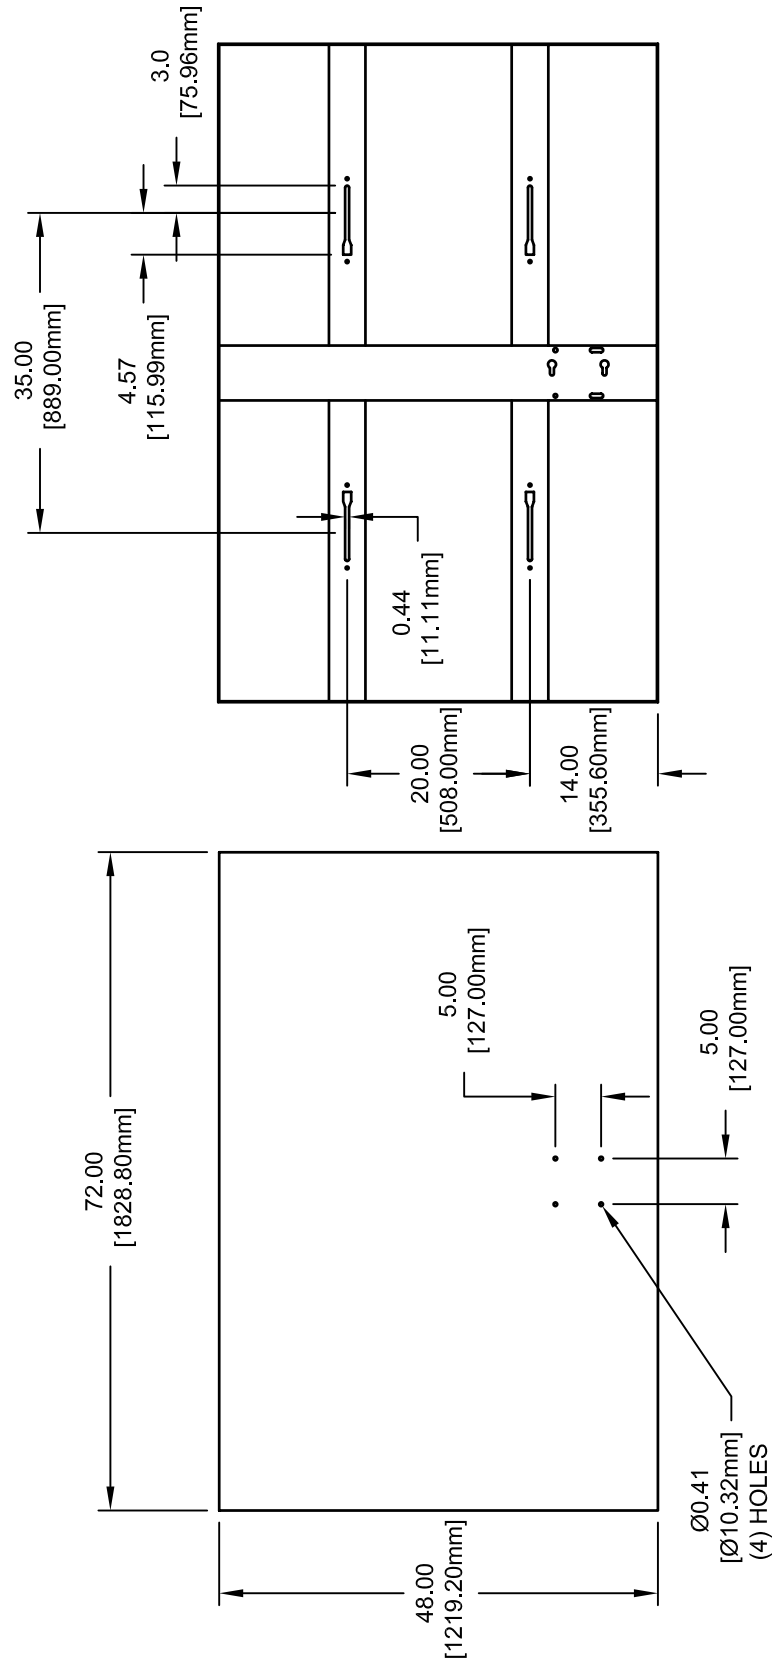 72.00
[1828.80mm]
48.00
[1219.20mm]
5.00
[127.00mm]
5.00
[127.00mm]
Ø0.41
[Ø10.32mm]
(4) HOLES
35.00
[889.00mm]
4.57
[115.99mm]
3.0
[75.96mm]
0.44
[11.11mm]
20.00
[508.00mm]
14.00
[355.60mm]